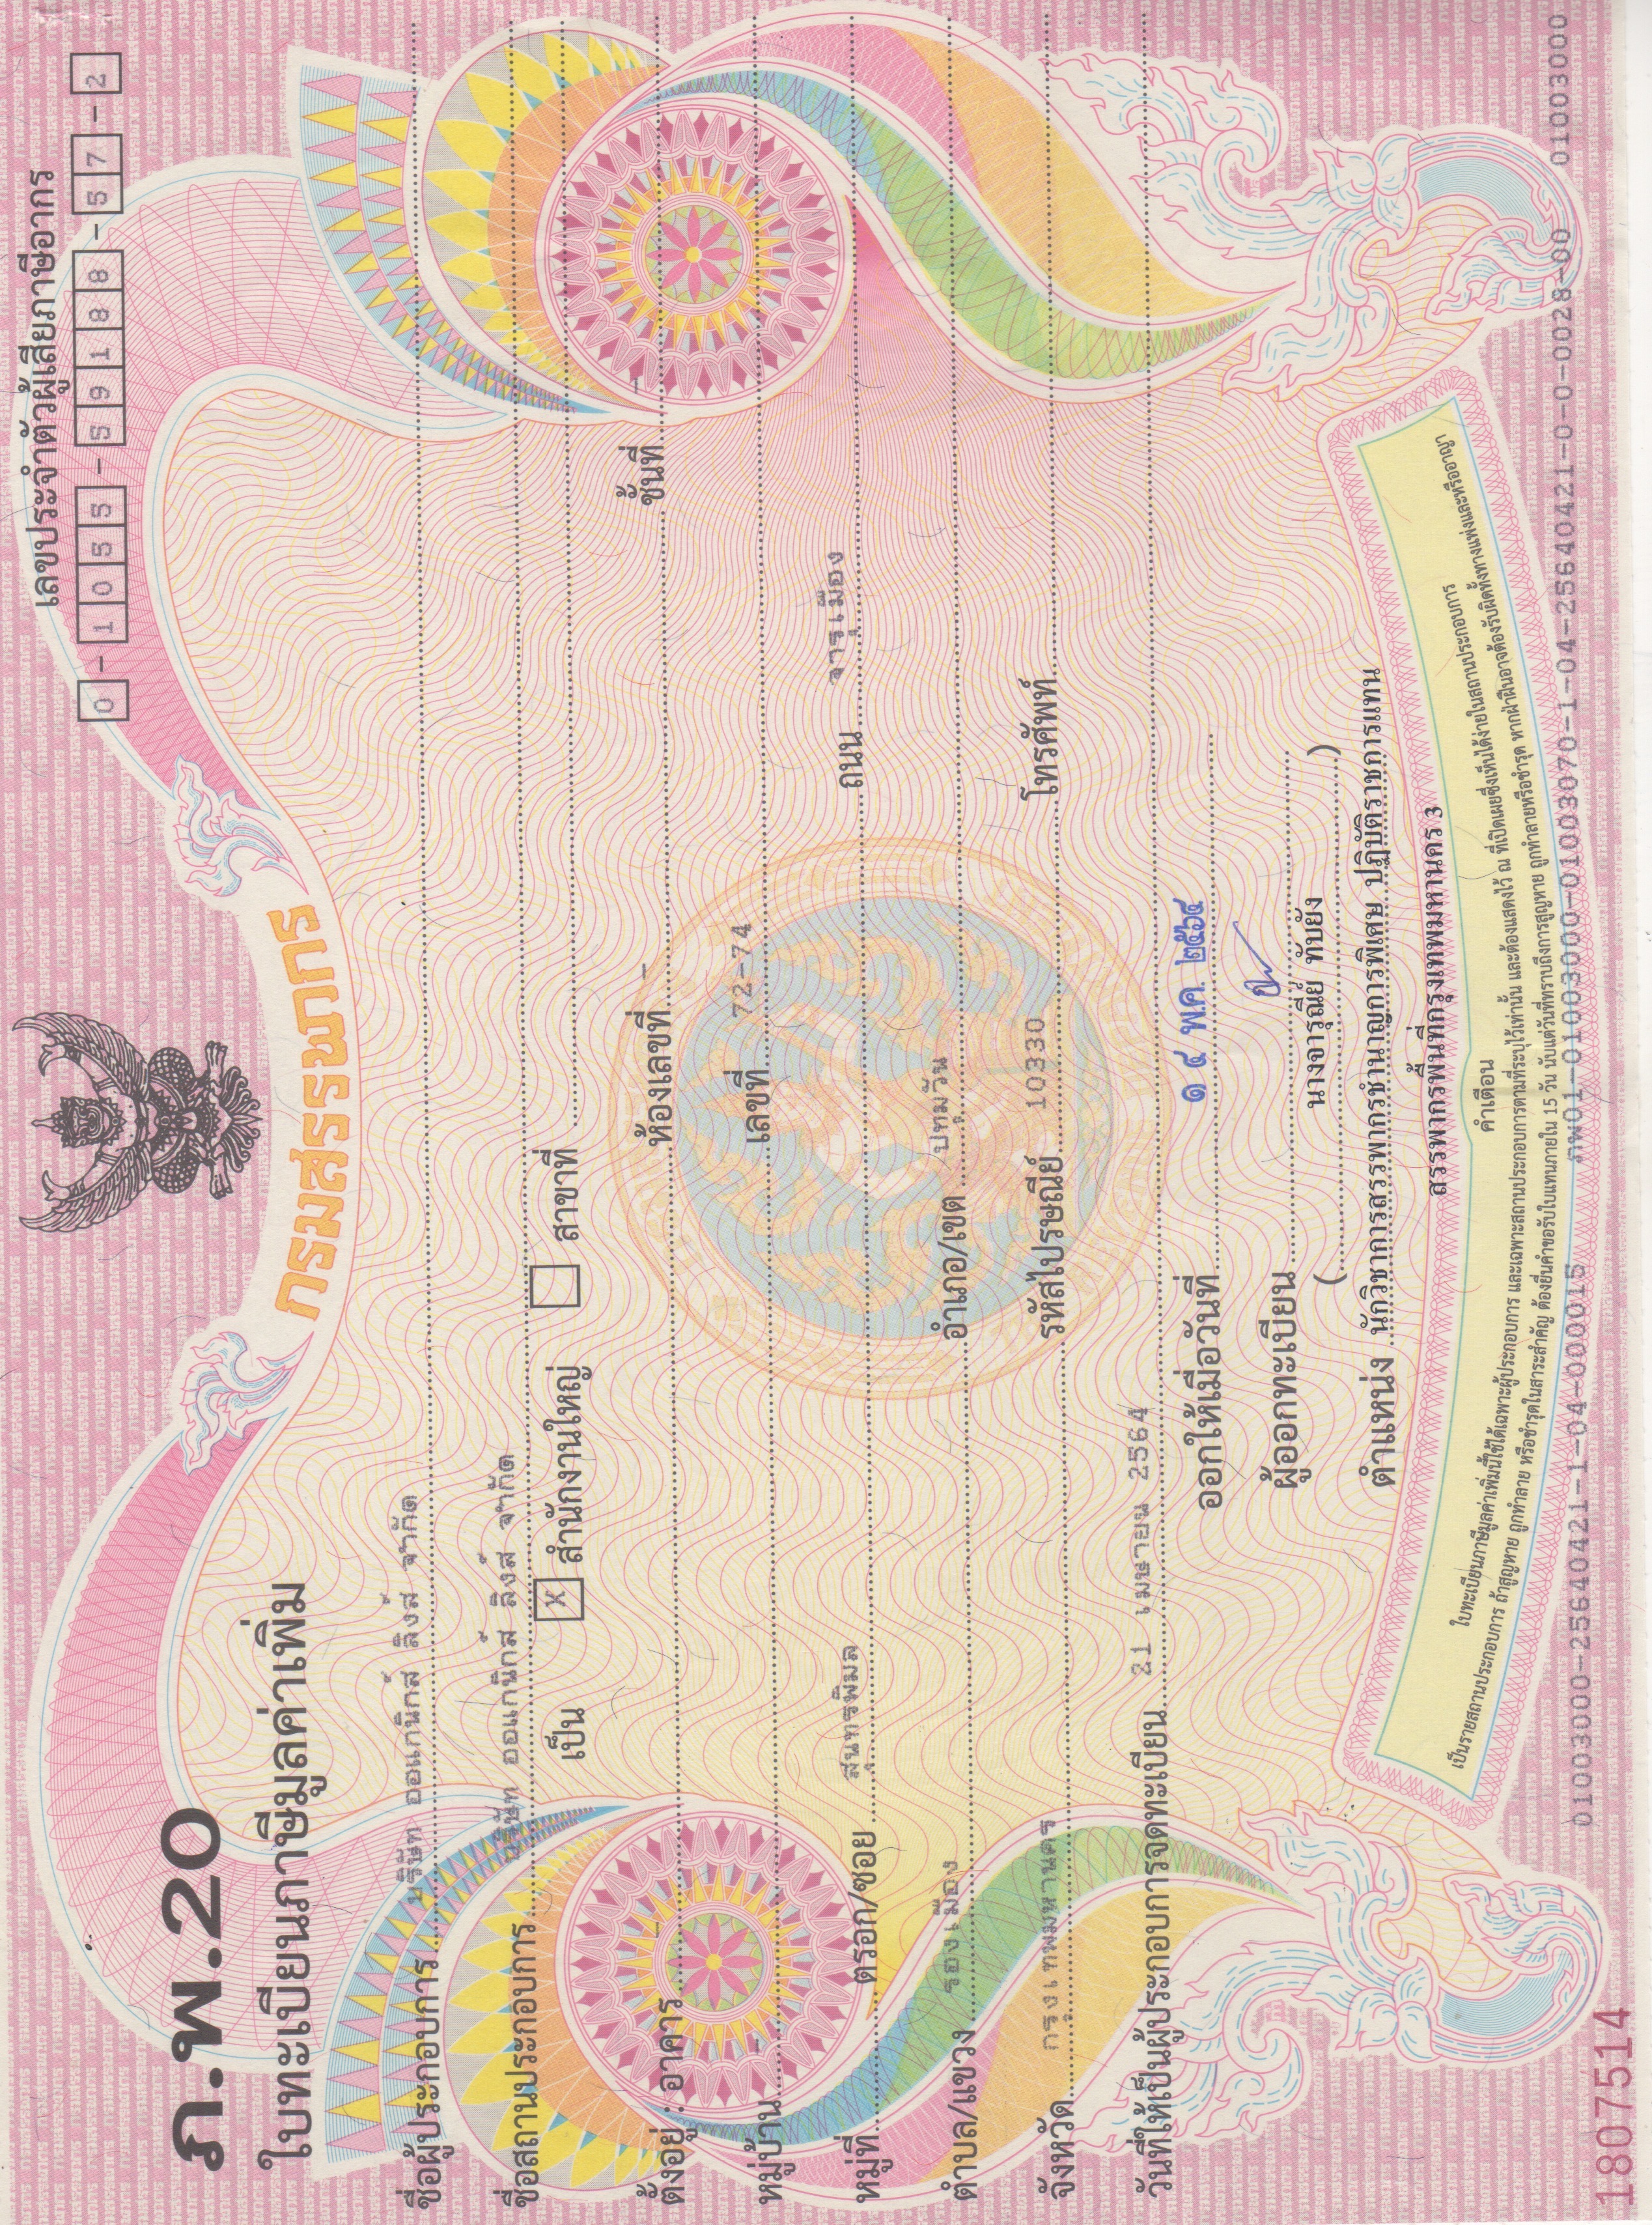 ภ.พ.20
ใบทะเบียนภาษีมูลค่าเพิ่ม
กรมสรรพากร
เลขประจำตัวผู้เสียภาษีอากร
0-1055-59188-57-2
ชื่อผู้ประกอบการ บริษัท ออแกนิกส์ ลิงส์ จำกัด
ชื่อสถานประกอบการ บริษัท ออแกนิกส์ ลิงส์ จำกัด
เป็น X สำนักงานใหญ่ สาขาที่
ตั้งอยู่ : อาคาร - ห้องเลขที่ - ชั้นที่ -
หมู่บ้าน - เลขที่ 72-74
หมู่ที่ - ตรอก/ซอย สุนทรพิมล ถนน จารุเมือง
ตำบล/แขวง รองเมือง อำเภอ/เขต ปทุมวัน
จังหวัด กรุงเทพมหานคร รหัสไปรษณีย์ 10330 โทรศัพท์
วันที่ให้เป็นผู้ประกอบการจดทะเบียน 21 เมษายน 2564
ออกให้เมื่อวันที่ ๑๔ พ.ค. ๒๕๖๔
ผู้ออกทะเบียน
( นางจารุณีย์ ทับยัง )
ตำแหน่ง นักวิชาการสรรพากรชำนาญการพิเศษ ปฏิบัติราชการแทน
สรรพากรพื้นที่กรุงเทพมหานคร 3
คำเตือน
ใบทะเบียนภาษีมูลค่าเพิ่มนี้ใช้ได้เฉพาะผู้ประกอบการ และเฉพาะสถานประกอบการตามที่ระบุไว้เท่านั้น และต้องแสดงไว้ ณ ที่เปิดเผยซึ่งเห็นได้ง่ายในสถานประกอบการ
เป็นรายสถานประกอบการ ถ้าสูญหาย ถูกทำลาย หรือชำรุดในสาระสำคัญ ต้องยื่นคำขอรับใบแทนภายใน 15 วัน นับแต่วันที่ทราบถึงการสูญหาย ถูกทำลายหรือชำรุด หากฝ่าฝืนอาจต้องรับผิดทั้งทางแพ่งและหรืออาญา
01003000-25640421-1-04-000015 ภพ01-01003000-01003070-1-04-25640421-0-0-0028-00 01003000
1807514